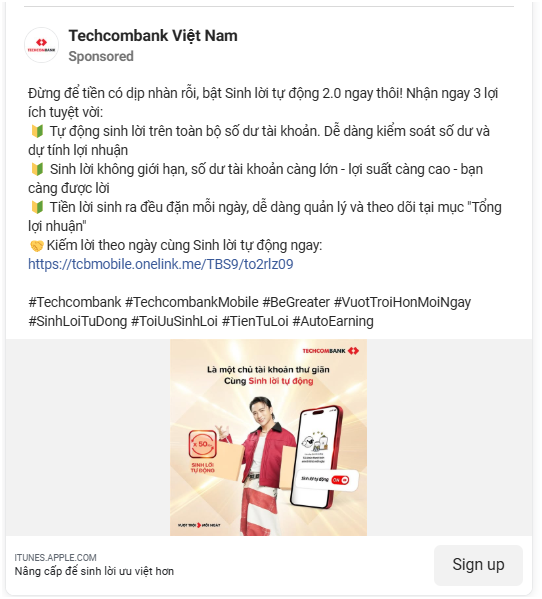 TECHCOMBANK
Techcombank Việt Nam
Sponsored
Đừng để tiền có dịp nhàn rỗi, bật Sinh lời tự động 2.0 ngay thôi! Nhận ngay 3 lợi
ích tuyệt vời:
🔰 Tự động sinh lời trên toàn bộ số dư tài khoản. Dễ dàng kiểm soát số dư và
dự tính lợi nhuận
🔰 Sinh lời không giới hạn, số dư tài khoản càng lớn - lợi suất càng cao - bạn
càng được lời
🔰 Tiền lời sinh ra đều đặn mỗi ngày, dễ dàng quản lý và theo dõi tại mục "Tổng
lợi nhuận"
🤝Kiếm lời theo ngày cùng Sinh lời tự động ngay:
https://tcbmobile.onelink.me/TBS9/to2rlz09
#Techcombank #TechcombankMobile #BeGreater #VuotTroiHonMoiNgay
#SinhLoiTuDong #ToiUuSinhLoi #TienTuLoi #AutoEarning
TECHCOMBANK
Là một chủ tài khoản thư giãn
Cùng Sinh lời tự động
x 50
SINH LỜI
TỰ ĐỘNG
Sinh lời tự động ON
VƯỢT TRỘI MỖI NGÀY
ITUNES.APPLE.COM
Nâng cấp để sinh lời ưu việt hơn
Sign up